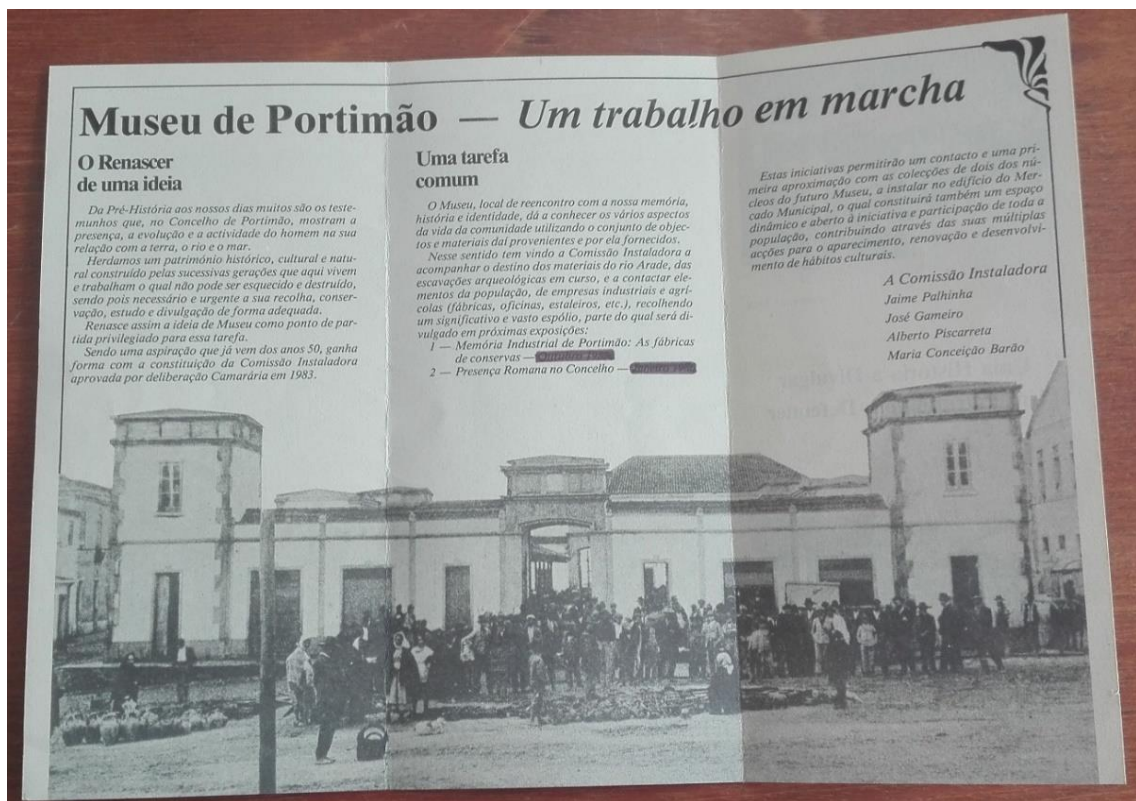 Museu de Portimão — Um trabalho em marcha
O Renascer
de uma ideia
Da Pré-História aos nossos dias muitos são os teste-
munhos que, no Concelho de Portimão, mostram a
presença, a evolução e a actividade do homem na sua
relação com a terra, o rio e o mar.
Herdamos um património histórico, cultural e natu-
ral construído pelas sucessivas gerações que aqui vivem
e trabalham o qual não pode ser esquecido e destruído,
sendo pois necessário e urgente a sua recolha, conser-
vação, estudo e divulgação de forma adequada.
Renasce assim a ideia de Museu como ponto de par-
tida privilegiado para essa tarefa.
Sendo uma aspiração que já vem dos anos 50, ganha
forma com a constituição da Comissão Instaladora
aprovada por deliberação Camarária em 1983.
Uma tarefa
comum
O Museu, local de reencontro com a nossa memória,
história e identidade, dá a conhecer os vários aspectos
da vida da comunidade utilizando o conjunto de objec-
tos e materiais daí provenientes e por ela fornecidos.
Nesse sentido tem vindo a Comissão Instaladora a
acompanhar o destino dos materiais do rio Arade, das
escavações arqueológicas em curso, e a contactar ele-
mentos da população, de empresas industriais e agrí-
colas (fábricas, oficinas, estaleiros, etc.), recolhendo
um significativo e vasto espólio, parte do qual será di-
vulgado em próximas exposições:
1 — Memória Industrial de Portimão: As fábricas
de conservas —
2 — Presença Romana no Concelho —
Estas iniciativas permitirão um contacto e uma pri-
meira aproximação com as colecções de dois dos nú-
cleos do futuro Museu, a instalar no edifício do Mer-
cado Municipal, o qual constituirá também um espaço
dinâmico e aberto à iniciativa e participação de toda a
população, contribuindo através das suas múltiplas
acções para o aparecimento, renovação e desenvolvi-
mento de hábitos culturais.
A Comissão Instaladora
Jaime Palhinha
José Gameiro
Alberto Piscarreta
Maria Conceição Barão